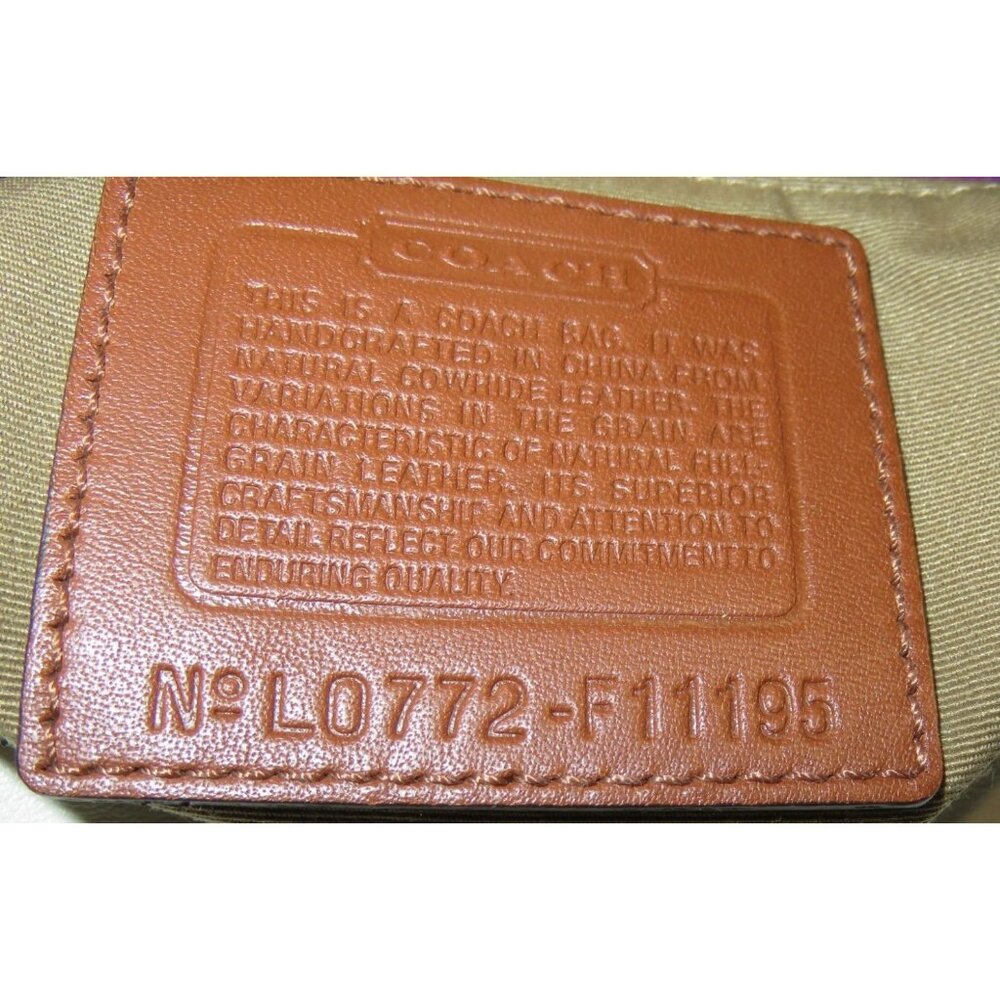 COACH
THIS IS A COACH BAG. IT WAS
HANDCRAFTED IN CHINA FROM
NATURAL COWHIDE LEATHER. THE
VARIATIONS IN THE GRAIN ARE
CHARACTERISTIC OF NATURAL FULL-
GRAIN LEATHER. ITS SUPERIOR
CRAFTSMANSHIP AND ATTENTION TO
DETAIL REFLECT OUR COMMITMENT TO
ENDURING QUALITY.
Nº L0772-F11195